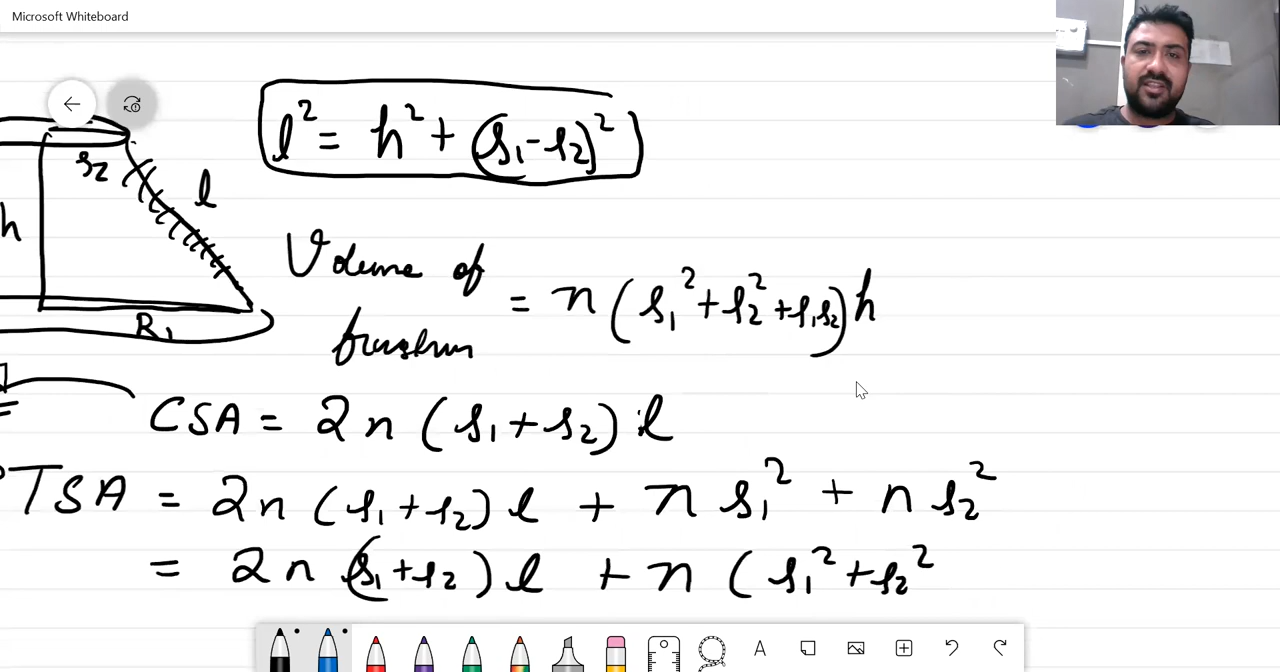 Microsoft Whiteboard
l² = h² + (r₁-r₂)²
r₂
l
h
R₁
Volume of
frustum
= π (r₁² + r₂² + r₁r₂) h
CSA = 2π (r₁ + r₂) l
TSA = 2π (r₁ + r₂) l + π r₁² + π r₂²
= 2π (r₁ + r₂) l + π (r₁² + r₂²
A